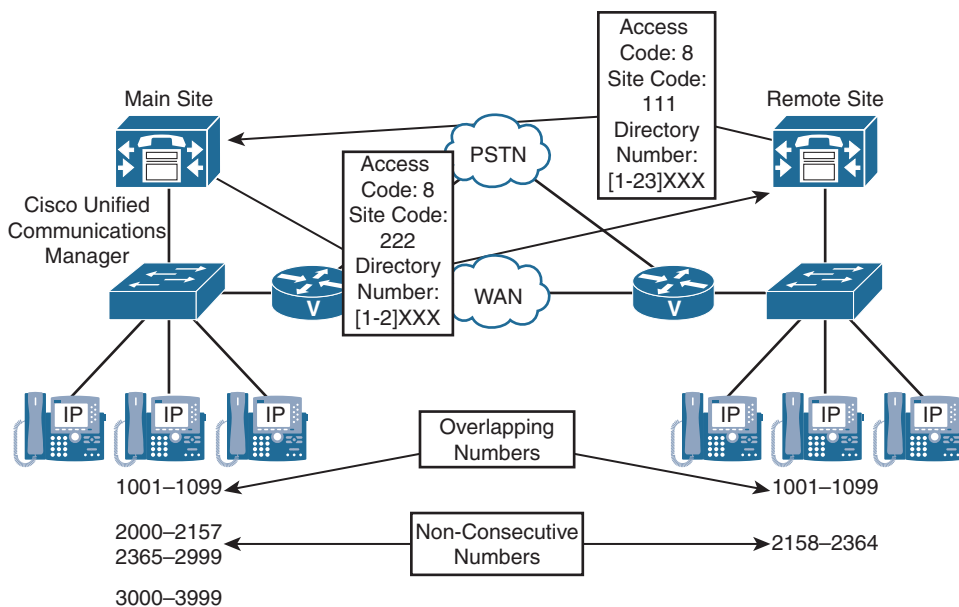 Access
Code: 8
Site Code:
111
Directory
Number:
[1-23]XXX
Main Site
Remote Site
PSTN
Access
Code: 8
Site Code:
222
Directory
Number:
[1-2]XXX
Cisco Unified
Communications
Manager
WAN
V
V
IP
IP
IP
IP
IP
IP
Overlapping
Numbers
1001–1099
1001–1099
2000–2157
2365–2999
Non-Consecutive
Numbers
2158–2364
3000–3999